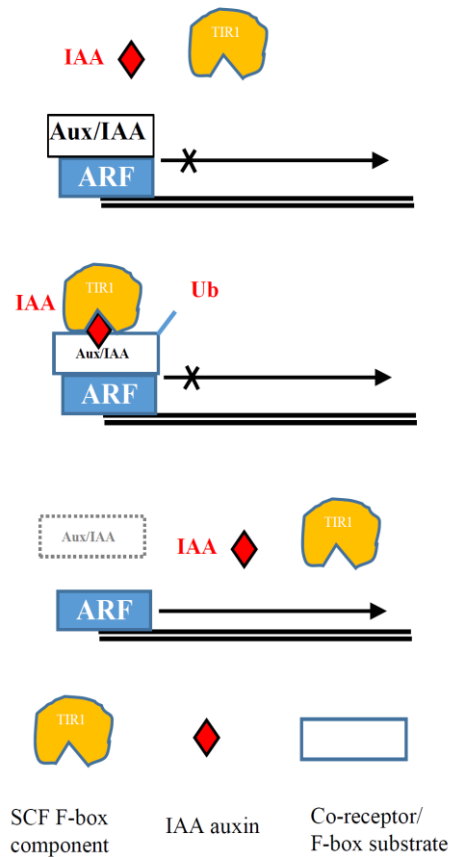 TIR1
IAA
Aux/IAA
ARF
TIR1
IAA
Ub
Aux/IAA
ARF
Aux/IAA
IAA
TIR1
ARF
TIR1
SCF F-box
component
IAA auxin
Co-receptor/
F-box substrate